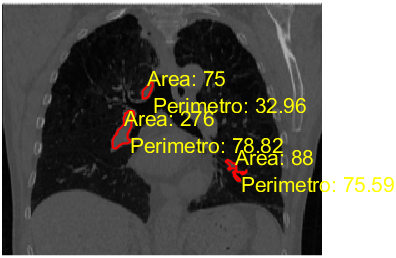 Area: 75
Perimetro: 32.96
Area: 276
Perimetro: 78.82
Area: 88
Perimetro: 75.59